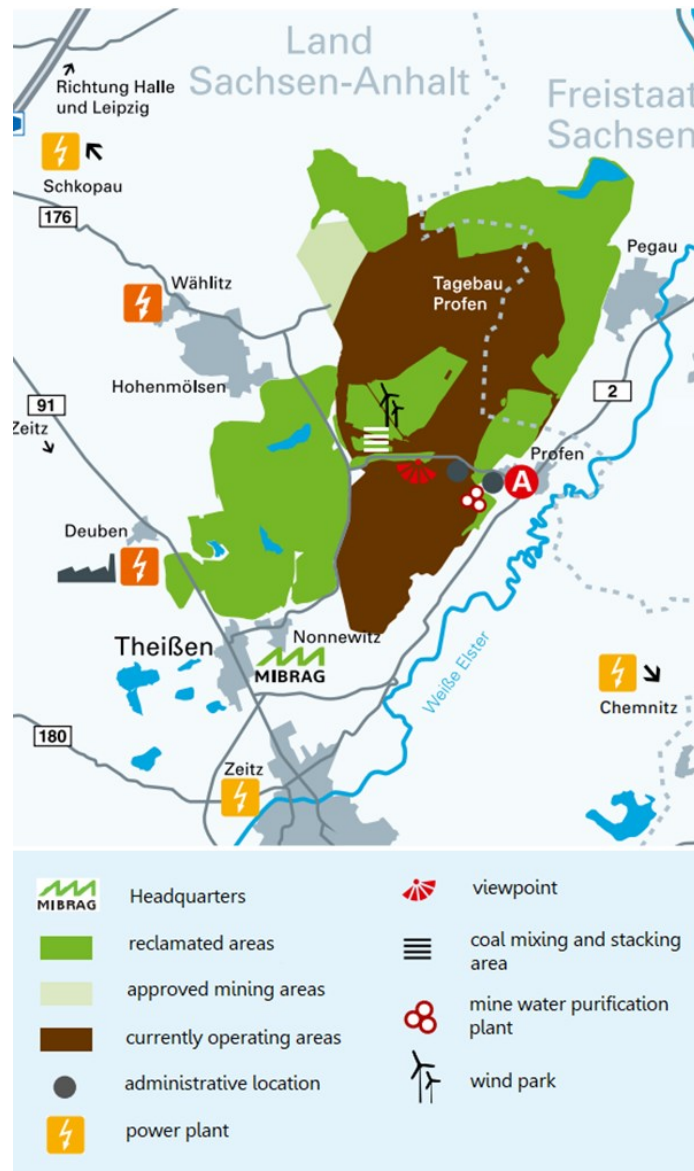 Land
Sachsen-Anhalt
Freistaat
Sachsen
Richtung Halle
und Leipzig
Schkopau
176
Pegau
Wählitz
Tagebau
Profen
Hohenmölsen
2
91
Zeitz
Profen
A
Deuben
Theißen
Nonnewitz
MIBRAG
Weiße Elster
Chemnitz
180
Zeitz
MIBRAG
Headquarters
reclamated areas
approved mining areas
currently operating areas
administrative location
power plant
viewpoint
coal mixing and stacking
area
mine water purification
plant
wind park